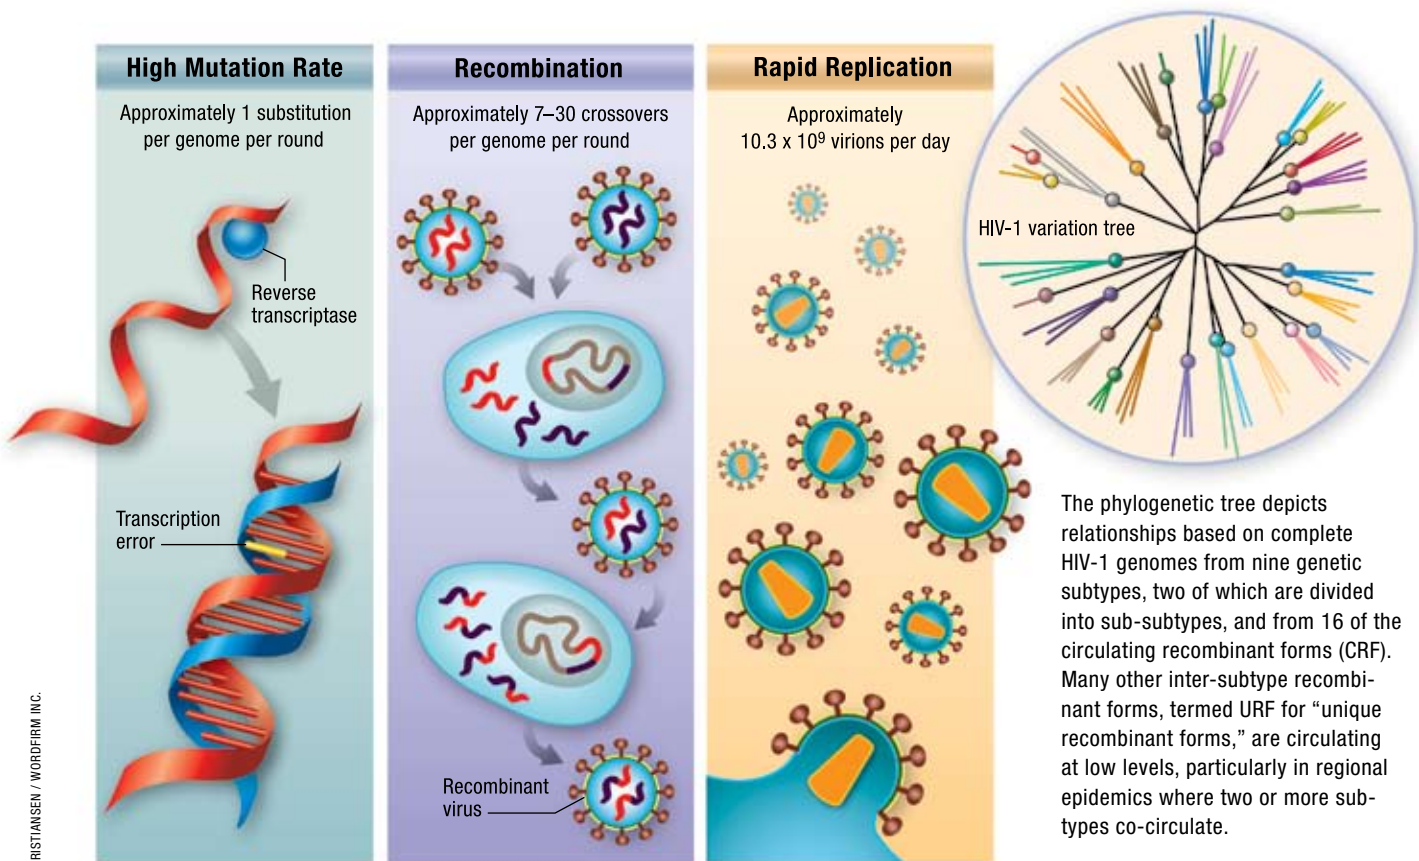 High Mutation Rate
Approximately 1 substitution
per genome per round
Reverse
transcriptase
Transcription
error
Recombination
Approximately 7–30 crossovers
per genome per round
Recombinant
virus
Rapid Replication
Approximately
10.3 x 10⁹ virions per day
HIV-1 variation tree
The phylogenetic tree depicts
relationships based on complete
HIV-1 genomes from nine genetic
subtypes, two of which are divided
into sub-subtypes, and from 16 of the
circulating recombinant forms (CRF).
Many other inter-subtype recombi-
nant forms, termed URF for “unique
recombinant forms,” are circulating
at low levels, particularly in regional
epidemics where two or more sub-
types co-circulate.
RISTIANSEN / WORDFIRM INC.